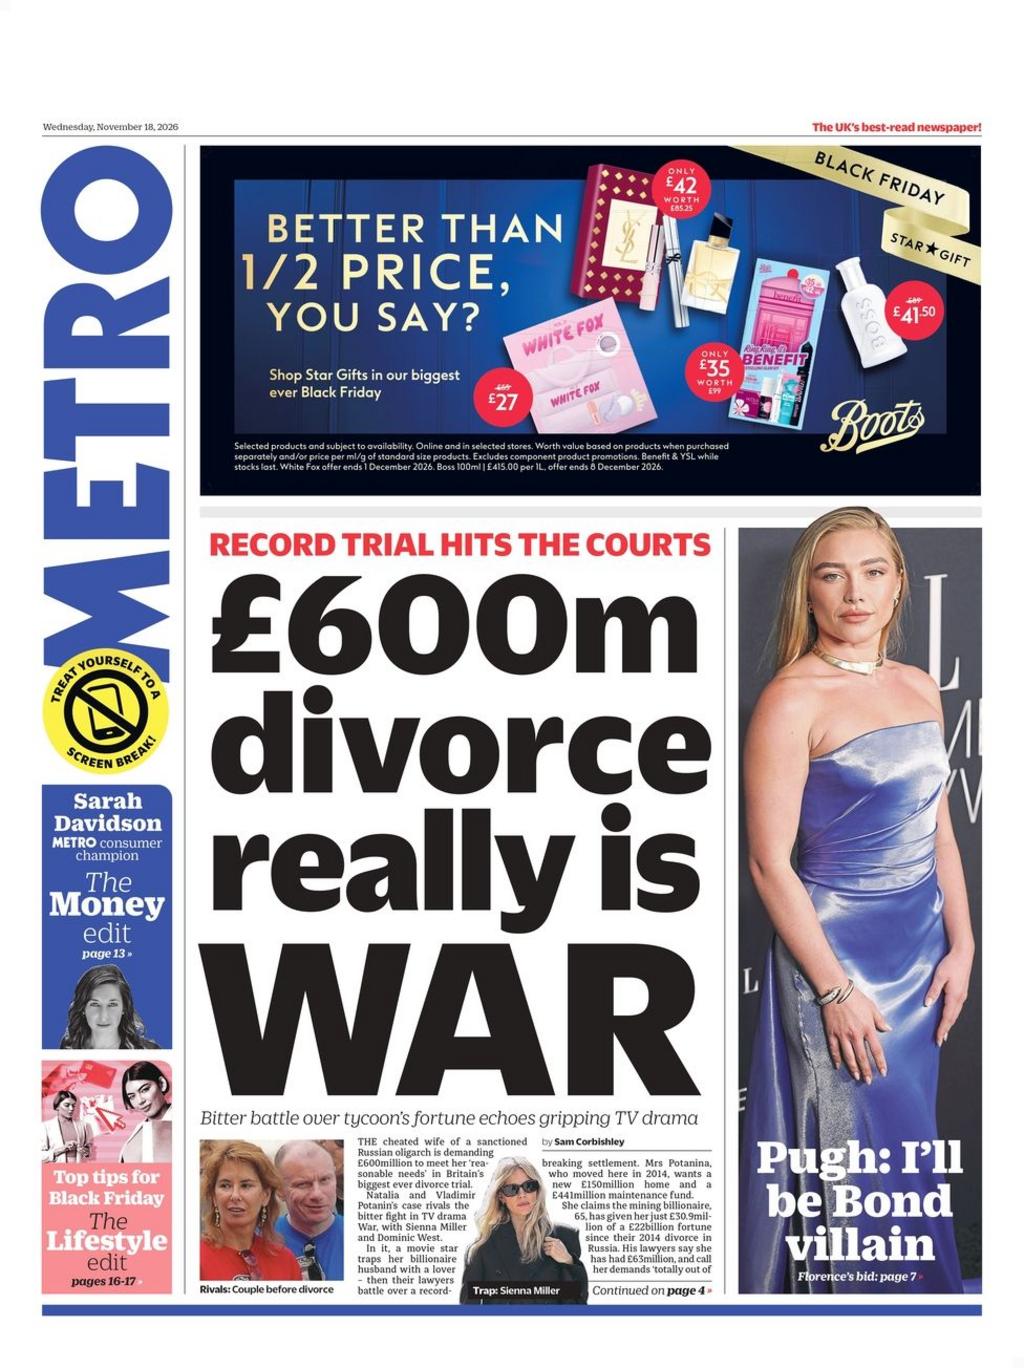 Wednesday, November 18, 2026
The UK's best-read newspaper!
METRO
BLACK FRIDAY
STAR★GIFT
BETTER THAN
1/2 PRICE,
YOU SAY?
Shop Star Gifts in our biggest
ever Black Friday
ONLY
£42
WORTH
£85.25
YSL
WHITE FOX
WHITE FOX
£55
£27
ONLY
£35
WORTH
£99
benefit
BENEFIT
BOSS
£89
£41.50
Boots
Selected products and subject to availability. Online and in selected stores. Worth value based on products when purchased
separately and/or price per ml/g of standard size products. Excludes component product promotions. Benefit & YSL while
stocks last. White Fox offer ends 1 December 2026. Boss 100ml | £415.00 per 1L, offer ends 8 December 2026.
TREAT YOURSELF TO A
SCREEN BREAK!
Sarah
Davidson
METRO consumer
champion
The
Money
edit
page 13 »
Top tips for
Black Friday
The
Lifestyle
edit
pages 16-17 »
RECORD TRIAL HITS THE COURTS
£600m
divorce
really is
WAR
Bitter battle over tycoon's fortune echoes gripping TV drama
Rivals: Couple before divorce
THE cheated wife of a sanctioned
Russian oligarch is demanding
£600million to meet her 'rea-
sonable needs' in Britain's
biggest ever divorce trial.
Natalia and Vladimir
Potanin's case rivals the
bitter fight in TV drama
War, with Sienna Miller
and Dominic West.
In it, a movie star
traps her billionaire
husband with a lover
– then their lawyers
battle over a record-
Trap: Sienna Miller
by Sam Corbishley
breaking settlement. Mrs Potanina,
who moved here in 2014, wants a
new £150million home and a
£441million maintenance fund.
She claims the mining billionaire,
65, has given her just £30.9mil-
lion of a £22billion fortune
since their 2014 divorce in
Russia. His lawyers say she
has had £63million, and call
her demands 'totally out of
Continued on page 4 »
Pugh: I'll
be Bond
villain
Florence's bid: page 7 »